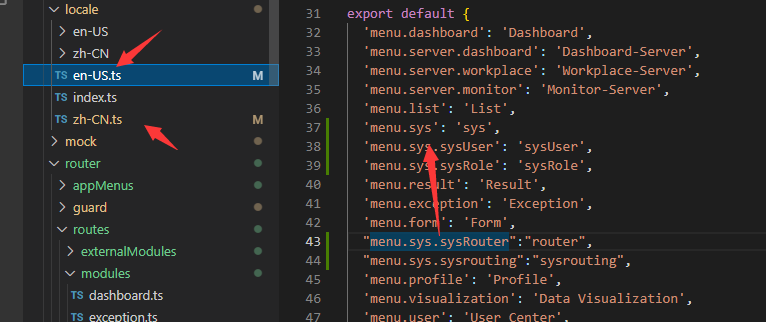 locale
en-US
zh-CN
TS en-US.ts M
TS index.ts
TS zh-CN.ts M
mock
router
appMenus
guard
routes
externalModules
modules
TS dashboard.ts
TS exception.ts
31 export default {
32 'menu.dashboard': 'Dashboard',
33 'menu.server.dashboard': 'Dashboard-Server',
34 'menu.server.workplace': 'Workplace-Server',
35 'menu.server.monitor': 'Monitor-Server',
36 'menu.list': 'List',
37 'menu.sys': 'sys',
38 'menu.sys.sysUser': 'sysUser',
39 'menu.sys.sysRole': 'sysRole',
40 'menu.result': 'Result',
41 'menu.exception': 'Exception',
42 'menu.form': 'Form',
43 "menu.sys.sysRouter":"router",
44 "menu.sys.sysrouting":"sysrouting",
45 'menu.profile': 'Profile',
46 'menu.visualization': 'Data Visualization',
47 'menu.user': 'User Center',